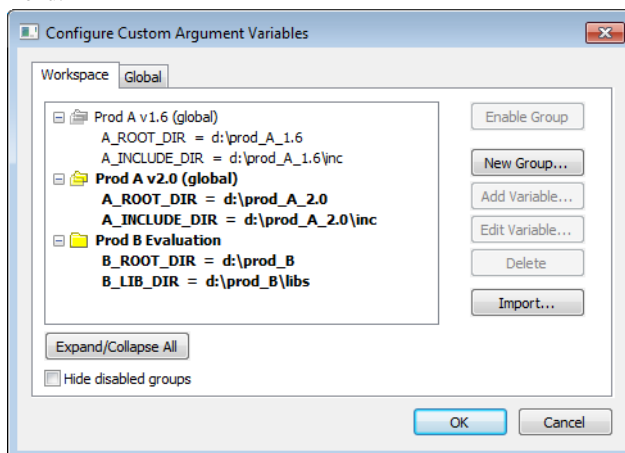 Configure Custom Argument Variables
Workspace
Global
Prod A v1.6 (global)
A_ROOT_DIR = d:\prod_A_1.6
A_INCLUDE_DIR = d:\prod_A_1.6\inc
Prod A v2.0 (global)
A_ROOT_DIR = d:\prod_A_2.0
A_INCLUDE_DIR = d:\prod_A_2.0\inc
Prod B Evaluation
B_ROOT_DIR = d:\prod_B
B_LIB_DIR = d:\prod_B\libs
Enable Group
New Group...
Add Variable...
Edit Variable...
Delete
Import...
Expand/Collapse All
Hide disabled groups
OK
Cancel